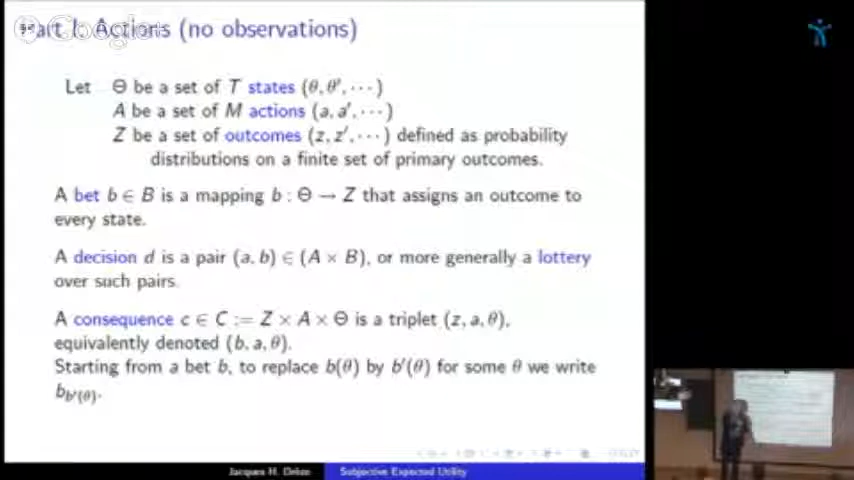 Part I: Actions (no observations)
Let Θ be a set of T states (θ, θ′, ⋯)
A be a set of M actions (a, a′, ⋯)
Z be a set of outcomes (z, z′, ⋯) defined as probability
distributions on a finite set of primary outcomes.
A bet b ∈ B is a mapping b : Θ → Z that assigns an outcome to
every state.
A decision d is a pair (a, b) ∈ (A × B), or more generally a lottery
over such pairs.
A consequence c ∈ C := Z × A × Θ is a triplet (z, a, θ),
equivalently denoted (b, a, θ).
Starting from a bet b, to replace b(θ) by b′(θ) for some θ we write
b_{b′(θ)}.
Jacques H. Drèze Subjective Expected Utility